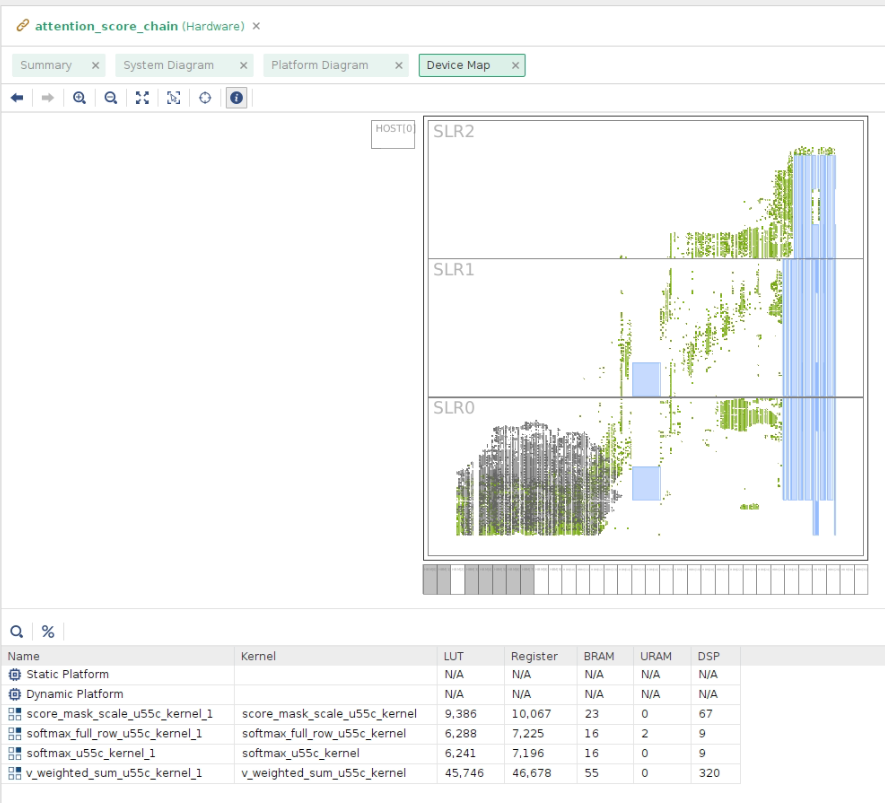 attention_score_chain (Hardware)
Summary System Diagram Platform Diagram Device Map
HOST[0]
SLR2
SLR1
SLR0
Name Kernel LUT Register BRAM URAM DSP
Static Platform N/A N/A N/A N/A N/A
Dynamic Platform N/A N/A N/A N/A N/A
score_mask_scale_u55c_kernel_1 score_mask_scale_u55c_kernel 9,386 10,067 23 0 67
softmax_full_row_u55c_kernel_1 softmax_full_row_u55c_kernel 6,288 7,225 16 2 9
softmax_u55c_kernel_1 softmax_u55c_kernel 6,241 7,196 16 0 9
v_weighted_sum_u55c_kernel_1 v_weighted_sum_u55c_kernel 45,746 46,678 55 0 320